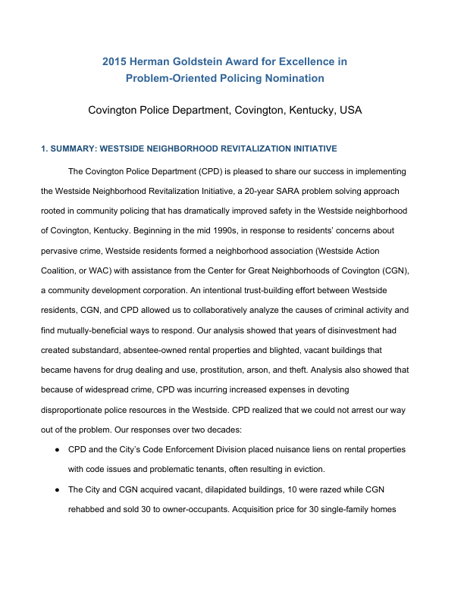 2015 Herman Goldstein Award for Excellence in
Problem-Oriented Policing Nomination
Covington Police Department, Covington, Kentucky, USA
1. SUMMARY: WESTSIDE NEIGHBORHOOD REVITALIZATION INITIATIVE
The Covington Police Department (CPD) is pleased to share our success in implementing
the Westside Neighborhood Revitalization Initiative, a 20-year SARA problem solving approach
rooted in community policing that has dramatically improved safety in the Westside neighborhood
of Covington, Kentucky. Beginning in the mid 1990s, in response to residents' concerns about
pervasive crime, Westside residents formed a neighborhood association (Westside Action
Coalition, or WAC) with assistance from the Center for Great Neighborhoods of Covington (CGN),
a community development corporation. An intentional trust-building effort between Westside
residents, CGN, and CPD allowed us to collaboratively analyze the causes of criminal activity and
find mutually-beneficial ways to respond. Our analysis showed that years of disinvestment had
created substandard, absentee-owned rental properties and blighted, vacant buildings that
became havens for drug dealing and use, prostitution, arson, and theft. Analysis also showed that
because of widespread crime, CPD was incurring increased expenses in devoting
disproportionate police resources in the Westside. CPD realized that we could not arrest our way
out of the problem. Our responses over two decades:
● CPD and the City's Code Enforcement Division placed nuisance liens on rental properties
with code issues and problematic tenants, often resulting in eviction.
● The City and CGN acquired vacant, dilapidated buildings, 10 were razed while CGN
rehabbed and sold 30 to owner-occupants. Acquisition price for 30 single-family homes